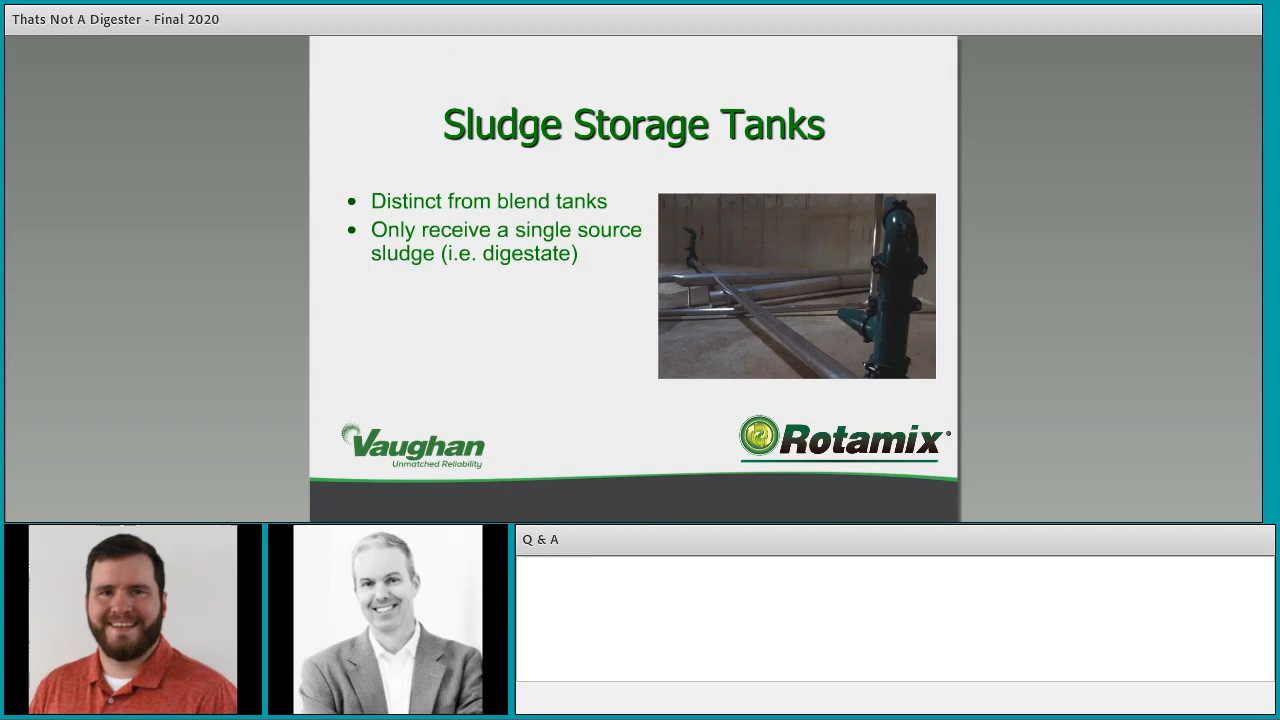 Thats Not A Digester - Final 2020
Sludge Storage Tanks
• Distinct from blend tanks
• Only receive a single source
sludge (i.e. digestate)
Vaughan
Unmatched Reliability
Rotamix
Q & A